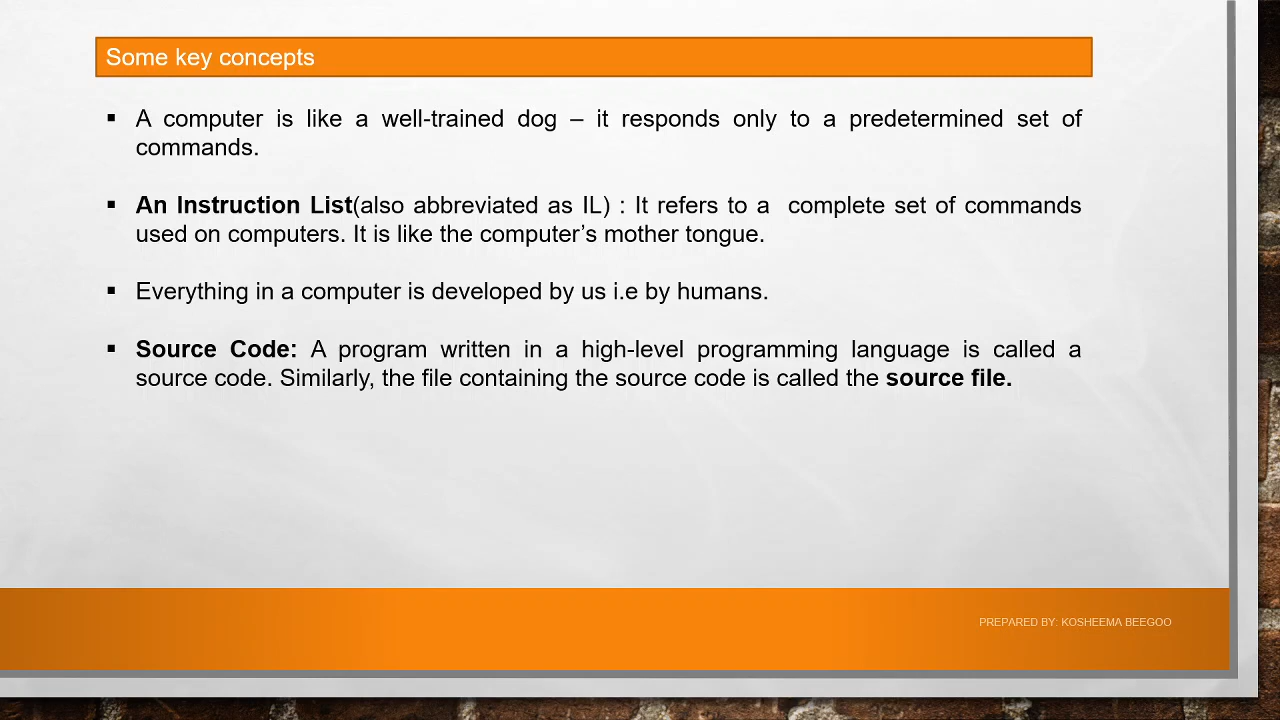 Some key concepts
▪ A computer is like a well-trained dog – it responds only to a predetermined set of
commands.
▪ An Instruction List(also abbreviated as IL) : It refers to a  complete set of commands
used on computers. It is like the computer’s mother tongue.
▪ Everything in a computer is developed by us i.e by humans.
▪ Source Code: A program written in a high-level programming language is called a
source code. Similarly, the file containing the source code is called the source file.
PREPARED BY: KOSHEEMA BEEGOO